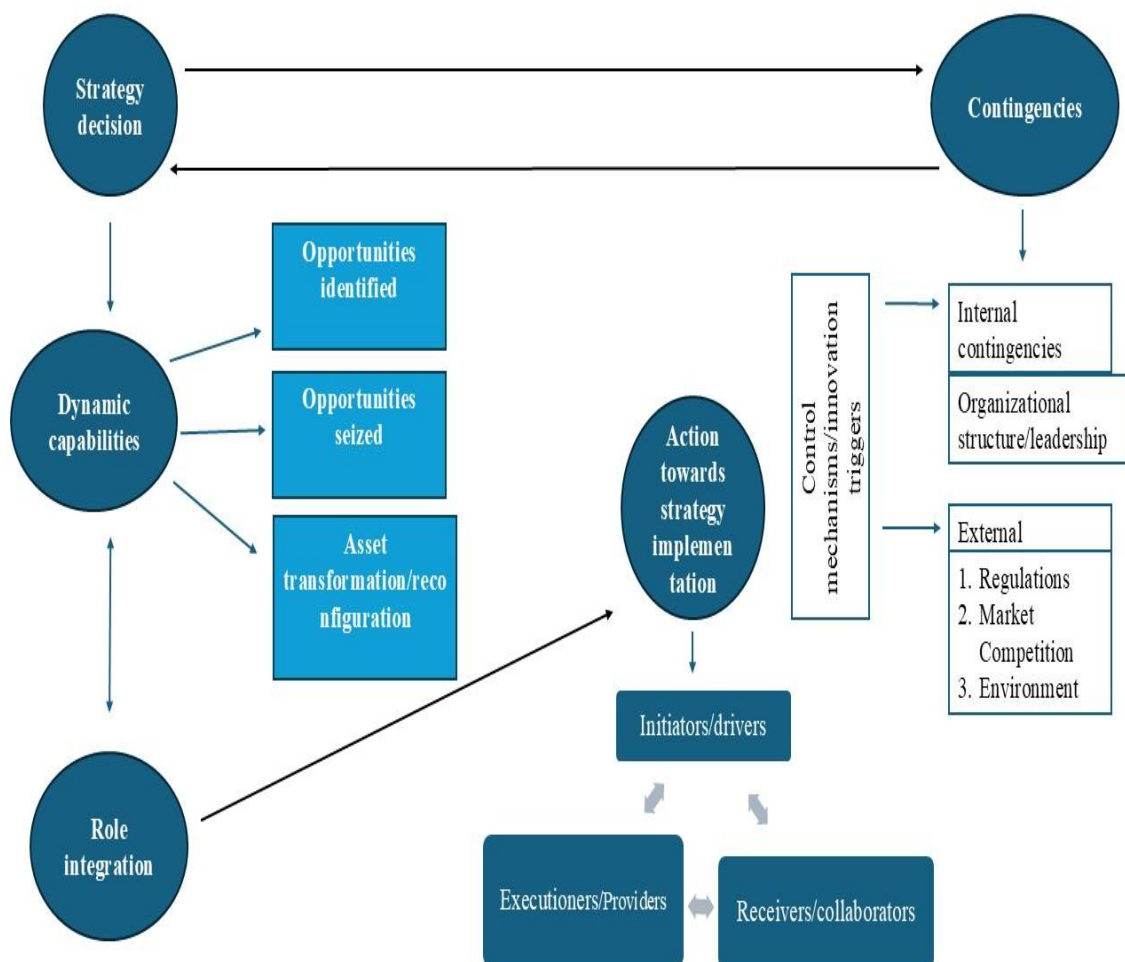 Strategy
decision
Contingencies
Opportunities
identified
Dynamic
capabilities
Opportunities
seized
Asset
transformation/reco
nfiguration
Role
integration
Action
towards
strategy
implemen
tation
Control
mechanisms/innovation
triggers
Internal
contingencies
Organizational
structure/leadership
External
1. Regulations
2. Market
Competition
3. Environment
Initiators/drivers
Executioners/Providers
Receivers/collaborators